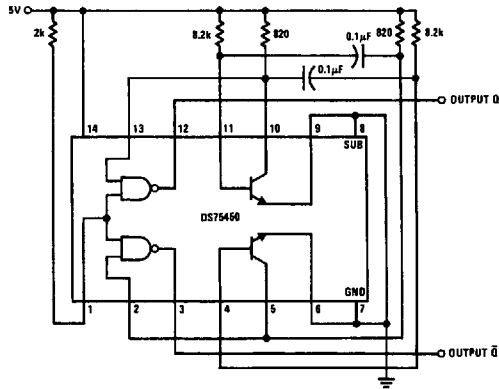 5V
2k 8.2k 820 0.1μF 820 8.2k
0.1μF
OUTPUT Q
14 13 12 11 10 9 8
SUB
DS75450
GND
1 2 3 4 5 6 7
OUTPUT Q̅